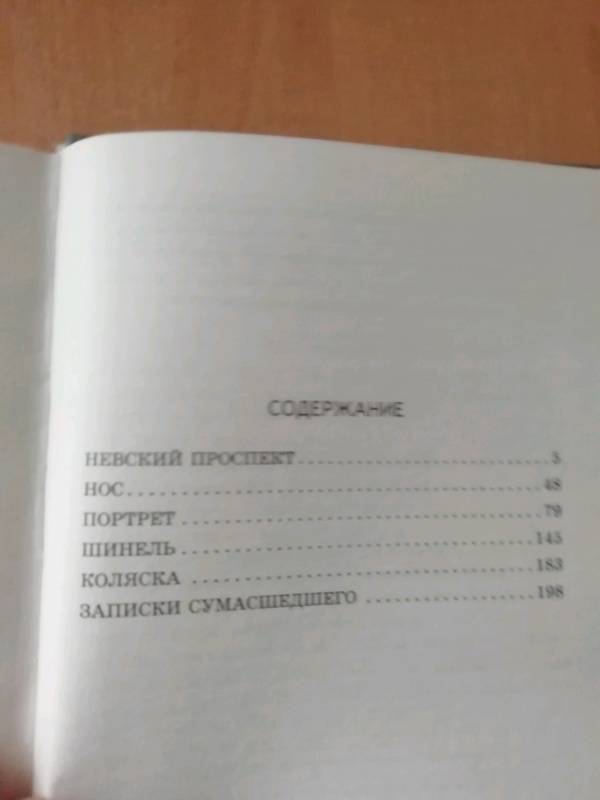 СОДЕРЖАНИЕ
НЕВСКИЙ ПРОСПЕКТ........................5
НОС........................48
ПОРТРЕТ........................79
ШИНЕЛЬ........................145
КОЛЯСКА........................183
ЗАПИСКИ СУМАСШЕДШЕГО........................198